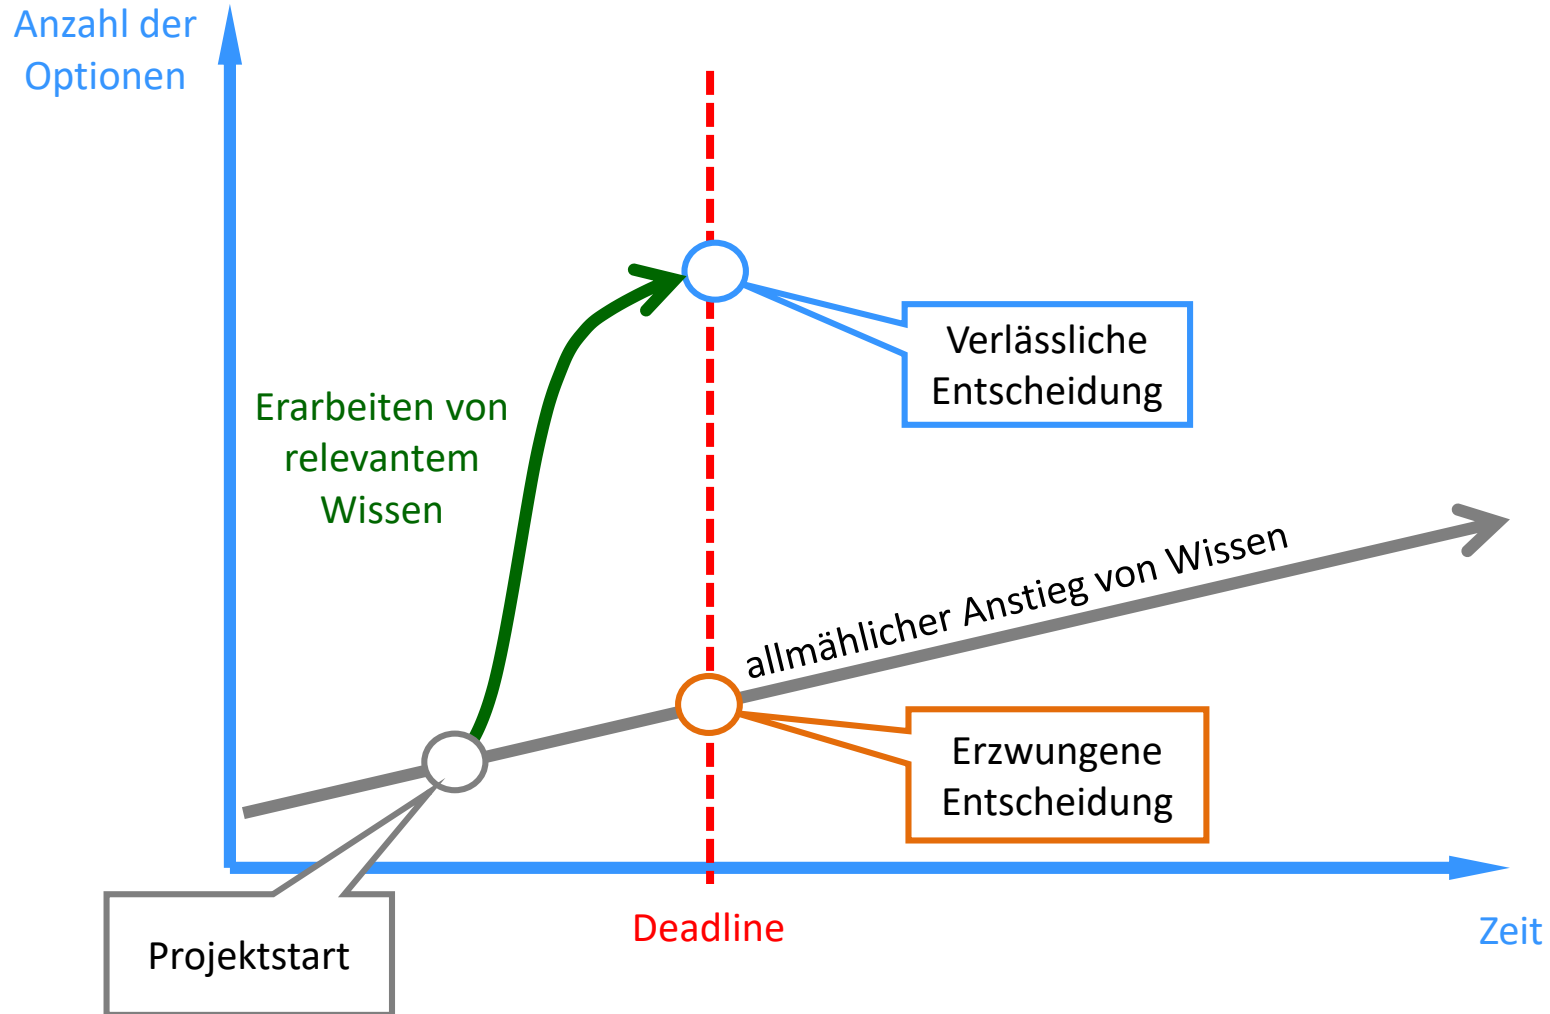 Anzahl der
Optionen
Verlässliche
Entscheidung
Erarbeiten von
relevantem
Wissen
allmählicher Anstieg von Wissen
Erzwungene
Entscheidung
Projektstart
Deadline
Zeit